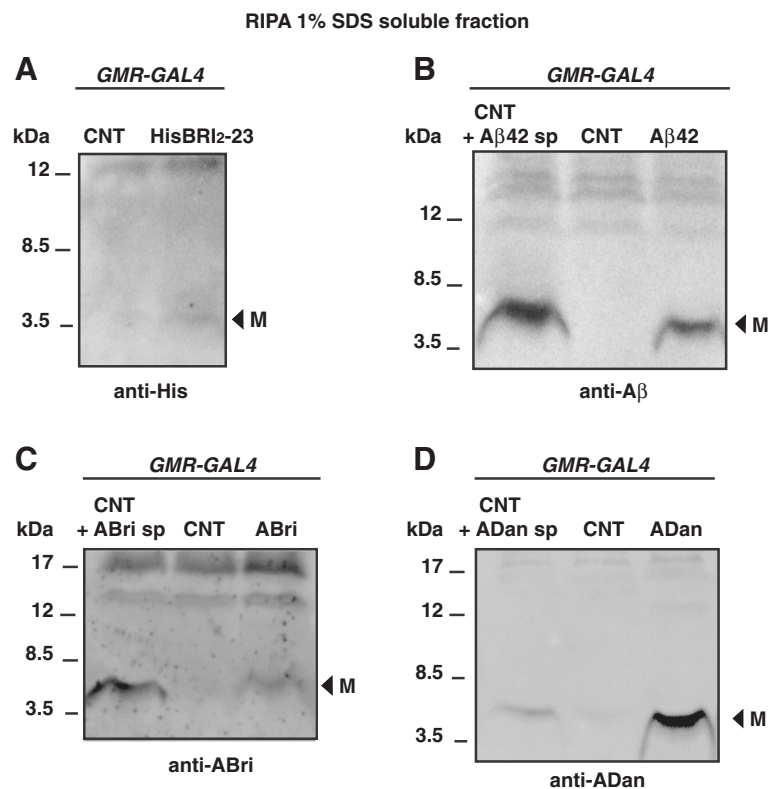 RIPA 1% SDS soluble fraction
A
GMR-GAL4
kDa CNT HisBRI2-23
12
8.5
3.5
M
anti-His
B
GMR-GAL4
CNT
kDa + Aβ42 sp CNT Aβ42
12
8.5
3.5
M
anti-Aβ
C
GMR-GAL4
CNT
kDa + ABri sp CNT ABri
17
12
8.5
3.5
M
anti-ABri
D
GMR-GAL4
CNT
kDa + ADan sp CNT ADan
17
12
8.5
3.5
M
anti-ADan